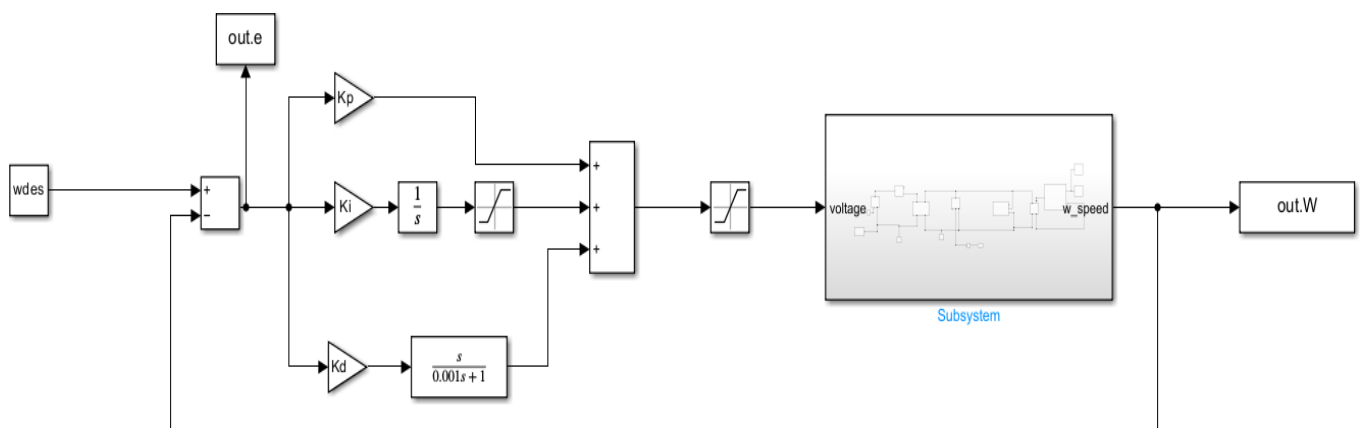 out.e
Kp
+
wdes
+
−
Ki
1
s
+
+
voltage
w_speed
out.W
+
Kd
s
0.001s + 1
Subsystem